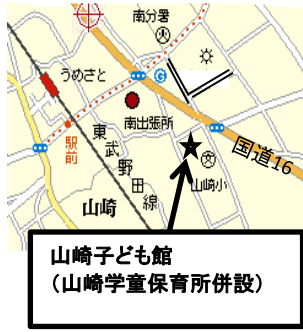 南分署
うめさと
G
南出張所
駅前
東武野田線
国道16
文
山崎小
山崎
山崎子ども館
(山崎学童保育所併設)